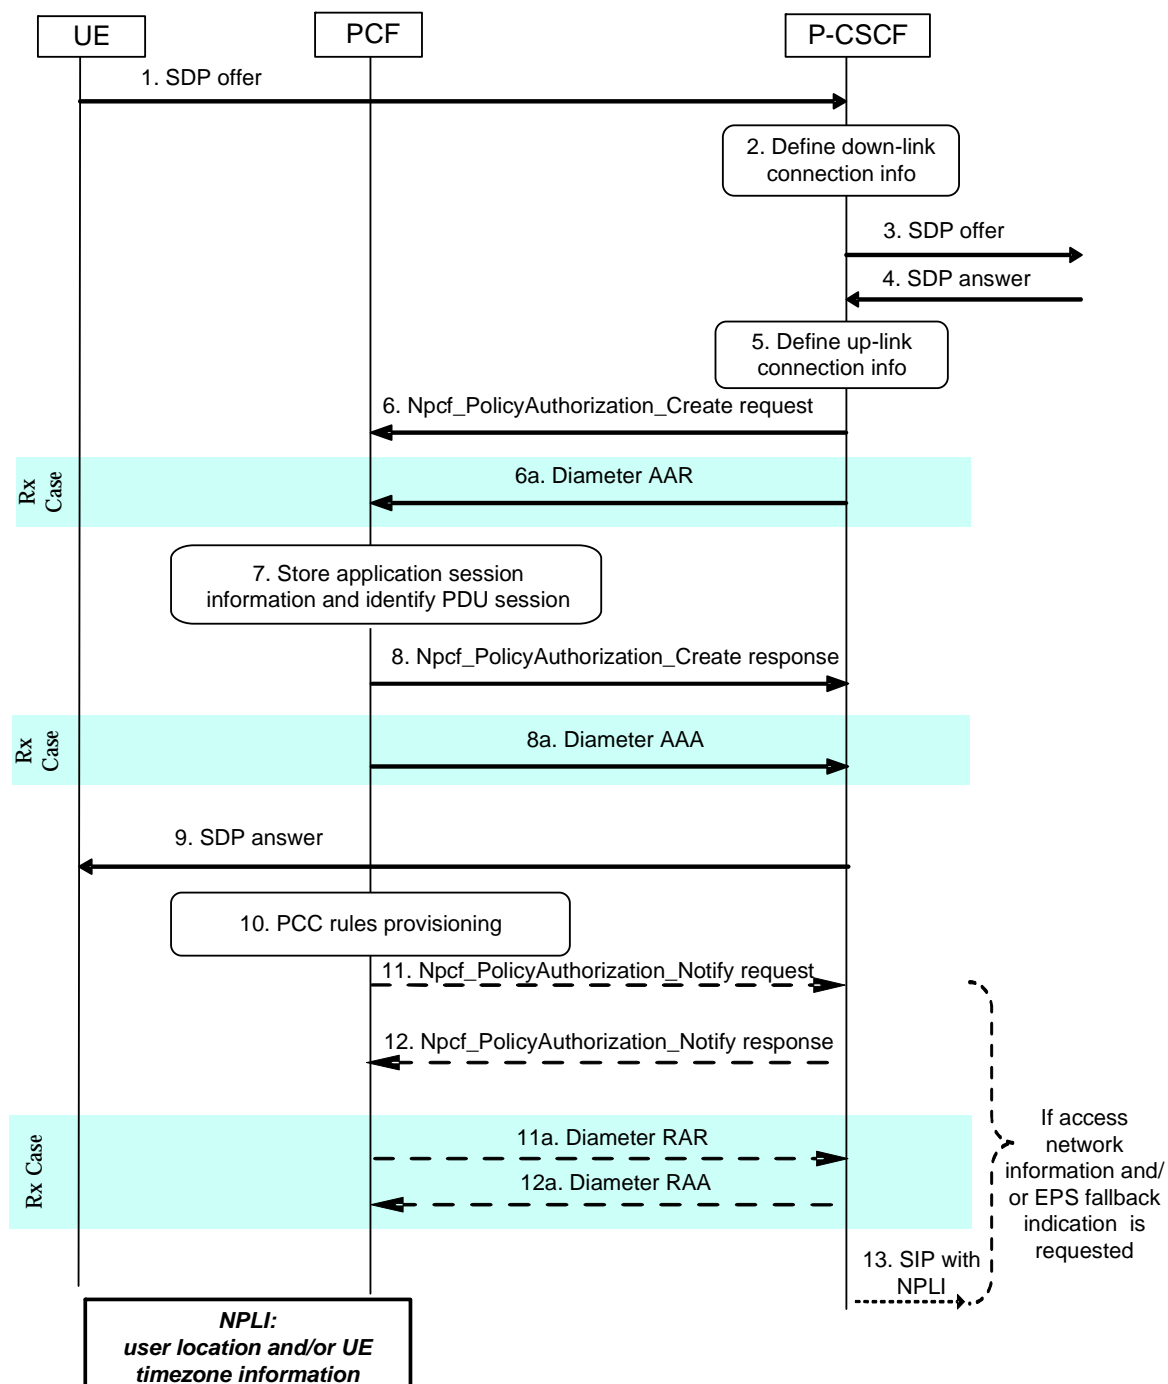 UE
PCF
P-CSCF
1. SDP offer
2. Define down-link
connection info
3. SDP offer
4. SDP answer
5. Define up-link
connection info
6. Npcf_PolicyAuthorization_Create request
Rx
Case
6a. Diameter AAR
7. Store application session
information and identify PDU session
8. Npcf_PolicyAuthorization_Create response
Rx
Case
8a. Diameter AAA
9. SDP answer
10. PCC rules provisioning
11. Npcf_PolicyAuthorization_Notify request
12. Npcf_PolicyAuthorization_Notify response
Rx Case
11a. Diameter RAR
12a. Diameter RAA
If access
network
information and/
or EPS fallback
indication is
requested
13. SIP with
NPLI
NPLI:
user location and/or UE
timezone information